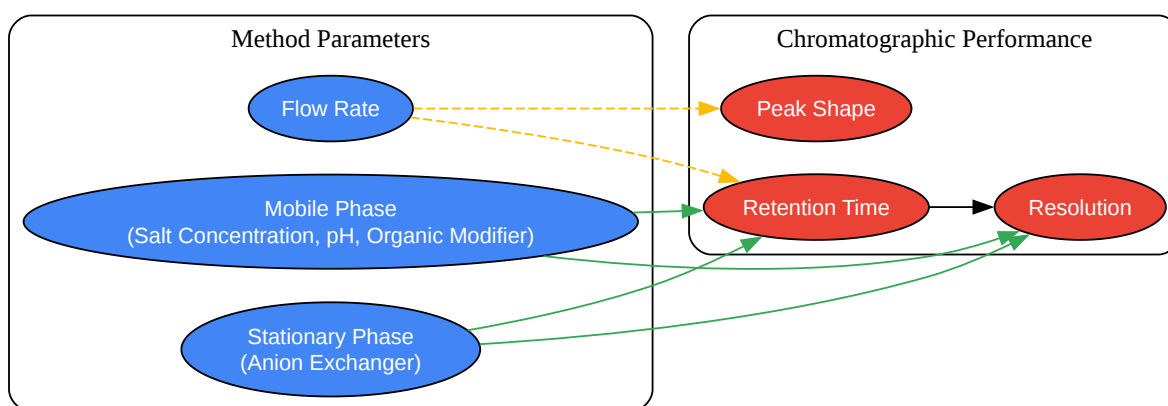 Method Parameters
Chromatographic Performance
Flow Rate
Peak Shape
Mobile Phase
(Salt Concentration, pH, Organic Modifier)
Retention Time
Resolution
Stationary Phase
(Anion Exchanger)